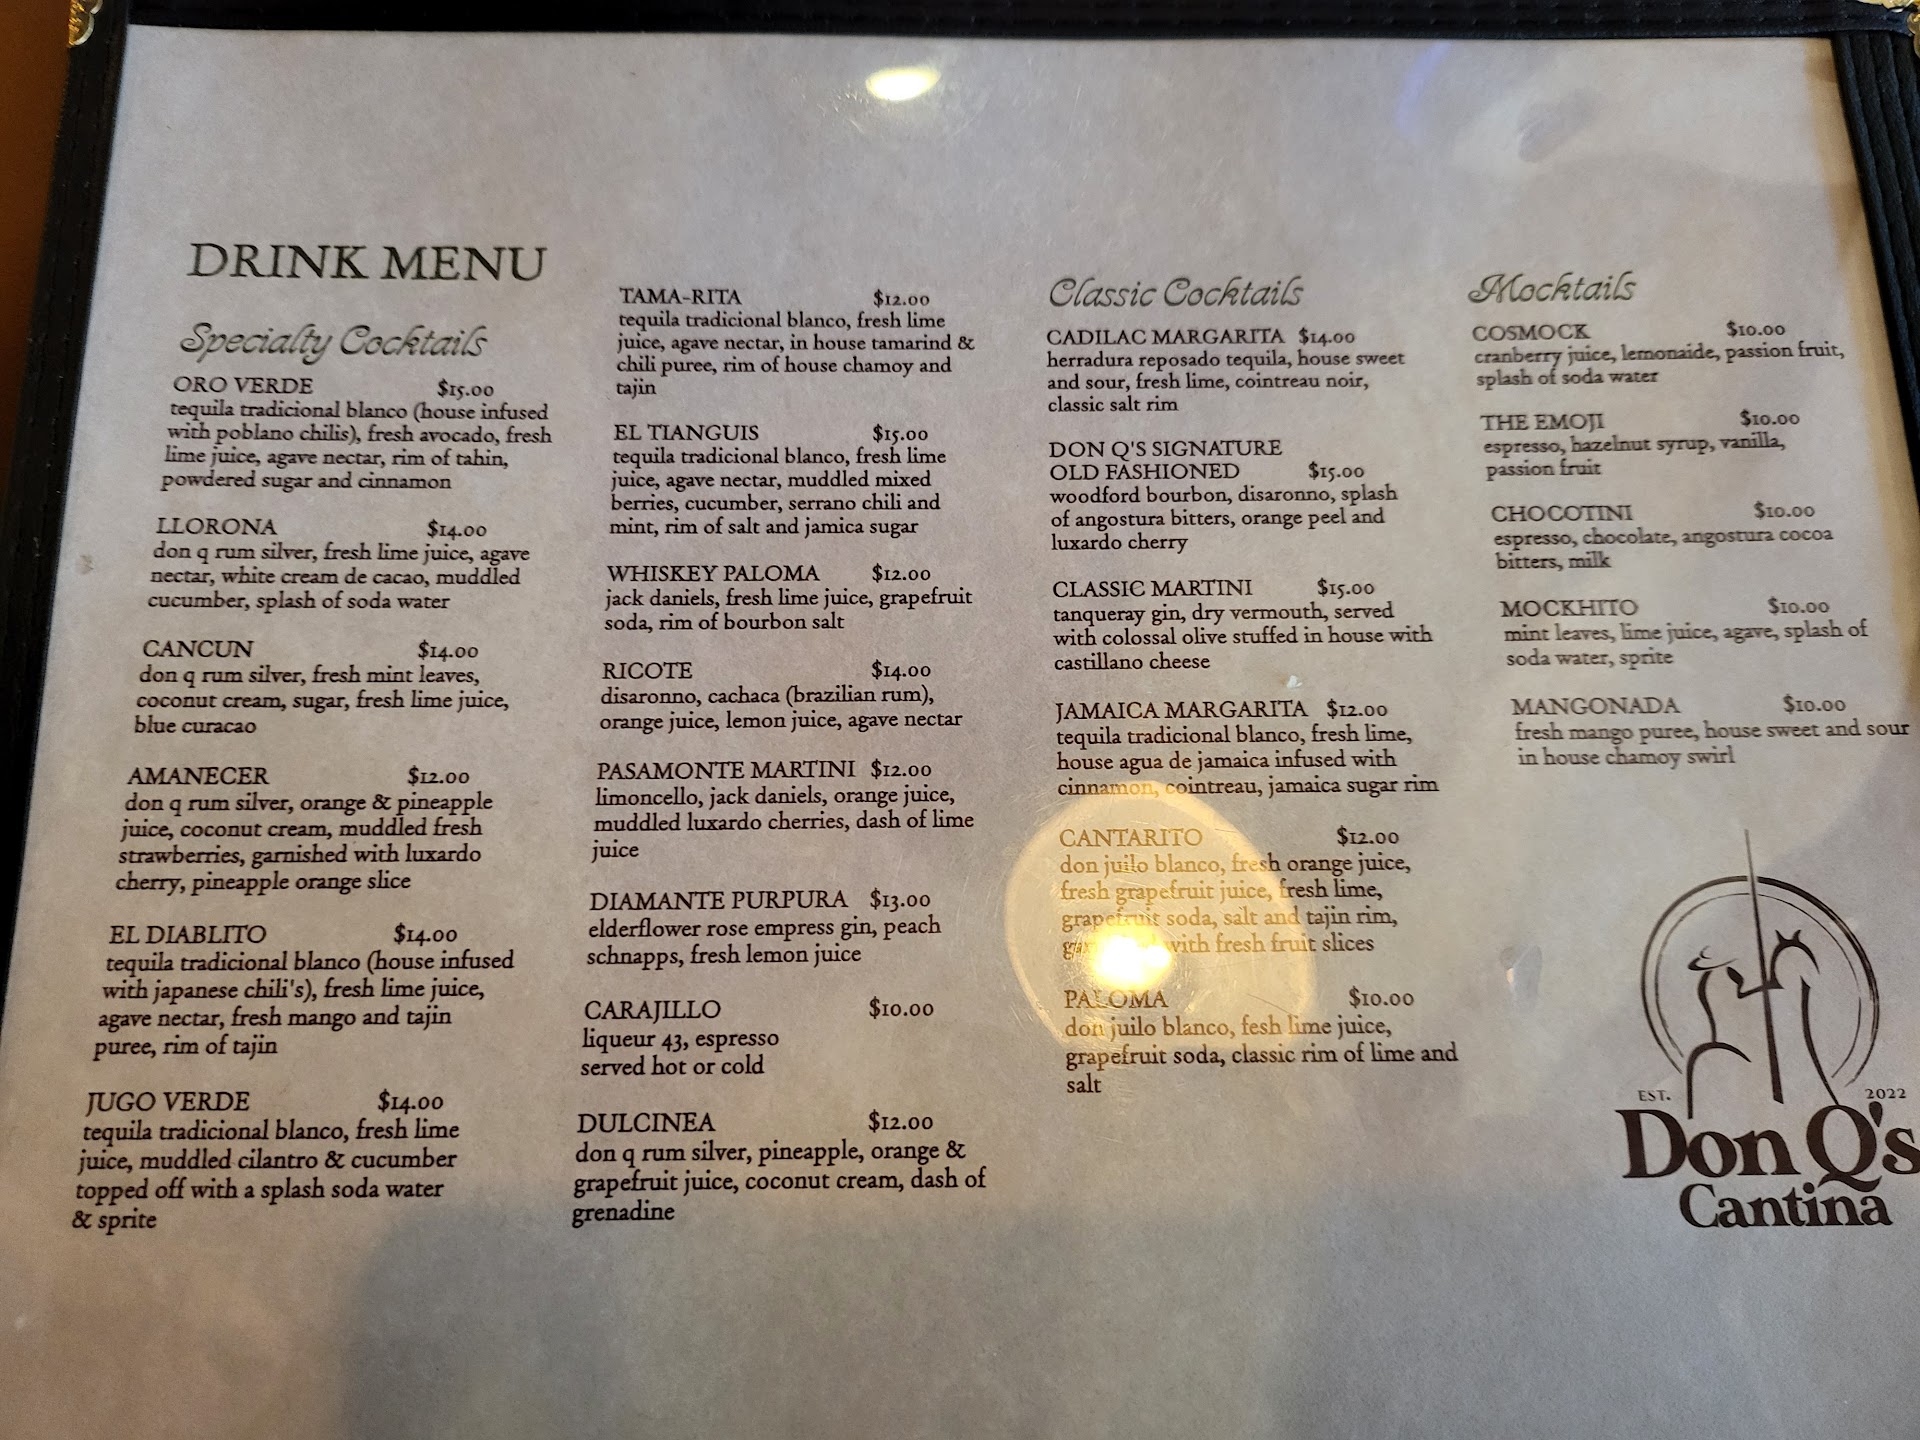 DRINK MENU
Specialty Cocktails
ORO VERDE $15.00
tequila tradicional blanco (house infused
with poblano chilis), fresh avocado, fresh
lime juice, agave nectar, rim of tahin,
powdered sugar and cinnamon
LLORONA $14.00
don q rum silver, fresh lime juice, agave
nectar, white cream de cacao, muddled
cucumber, splash of soda water
CANCUN $14.00
don q rum silver, fresh mint leaves,
coconut cream, sugar, fresh lime juice,
blue curacao
AMANECER $12.00
don q rum silver, orange & pineapple
juice, coconut cream, muddled fresh
strawberries, garnished with luxardo
cherry, pineapple orange slice
EL DIABLITO $14.00
tequila tradicional blanco (house infused
with japanese chili's), fresh lime juice,
agave nectar, fresh mango and tajin
puree, rim of tajin
JUGO VERDE $14.00
tequila tradicional blanco, fresh lime
juice, muddled cilantro & cucumber
topped off with a splash soda water
& sprite
TAMA-RITA $12.00
tequila tradicional blanco, fresh lime
juice, agave nectar, in house tamarind &
chili puree, rim of house chamoy and
tajin
EL TIANGUIS $15.00
tequila tradicional blanco, fresh lime
juice, agave nectar, muddled mixed
berries, cucumber, serrano chili and
mint, rim of salt and jamica sugar
WHISKEY PALOMA $12.00
jack daniels, fresh lime juice, grapefruit
soda, rim of bourbon salt
RICOTE $14.00
disaronno, cachaca (brazilian rum),
orange juice, lemon juice, agave nectar
PASAMONTE MARTINI $12.00
limoncello, jack daniels, orange juice,
muddled luxardo cherries, dash of lime
juice
DIAMANTE PURPURA $13.00
elderflower rose empress gin, peach
schnapps, fresh lemon juice
CARAJILLO $10.00
liqueur 43, espresso
served hot or cold
DULCINEA $12.00
don q rum silver, pineapple, orange &
grapefruit juice, coconut cream, dash of
grenadine
Classic Cocktails
CADILAC MARGARITA $14.00
herradura reposado tequila, house sweet
and sour, fresh lime, cointreau noir,
classic salt rim
DON Q'S SIGNATURE
OLD FASHIONED $15.00
woodford bourbon, disaronno, splash
of angostura bitters, orange peel and
luxardo cherry
CLASSIC MARTINI $15.00
tanqueray gin, dry vermouth, served
with colossal olive stuffed in house with
castillano cheese
JAMAICA MARGARITA $12.00
tequila tradicional blanco, fresh lime,
house agua de jamaica infused with
cinnamon, cointreau, jamaica sugar rim
CANTARITO $12.00
don juilo blanco, fresh orange juice,
fresh grapefruit juice, fresh lime,
grapefruit soda, salt and tajin rim,
with fresh fruit slices
PALOMA $10.00
don juilo blanco, fesh lime juice,
grapefruit soda, classic rim of lime and
salt
Mocktails
COSMOCK $10.00
cranberry juice, lemonaide, passion fruit,
splash of soda water
THE EMOJI $10.00
espresso, hazelnut syrup, vanilla,
passion fruit
CHOCOTINI $10.00
espresso, chocolate, angostura cocoa
bitters, milk
MOCKHITO $10.00
mint leaves, lime juice, agave, splash of
soda water, sprite
MANGONADA $10.00
fresh mango puree, house sweet and sour
in house chamoy swirl
EST. 2022
Don Q's
Cantina